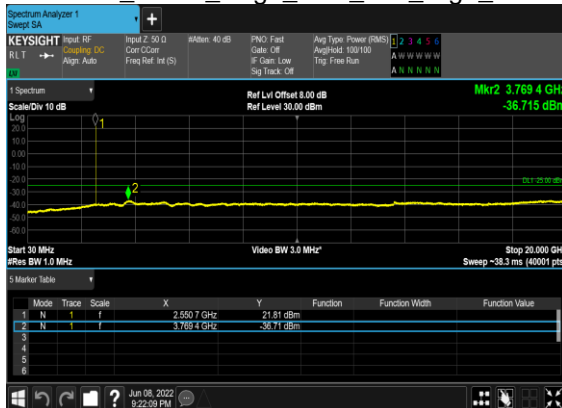 Spectrum Analyzer 1
Swept SA
+
KEYSIGHT Input: RF Input Z: 50 Ω #Atten: 40 dB PNO: Fast Avg Type: Power (RMS) 1 2 3 4 5 6
RLT Coupling: DC Corr CCorr Gate: Off Avg|Hold: 100/100 A W W W W W
Align: Auto Freq Ref: Int (S) IF Gain: Low Trig: Free Run
Sig Track: Off A N N N N N
LXI
1 Spectrum Ref Lvl Offset 8.00 dB Mkr2 3.769 4 GHz
Scale/Div 10 dB Ref Level 30.00 dBm -36.715 dBm
Log
20.0
10.0
0.00
-10.0
-20.0
-30.0
-40.0
-50.0
-60.0
1
2
DL1 -25.00 dBm
Start 30 MHz Video BW 3.0 MHz* Stop 20.000 GH
#Res BW 1.0 MHz Sweep ~38.3 ms (40001 pts
5 Marker Table
Mode Trace Scale X Y Function Function Width Function Value
1 N 1 f 2.550 7 GHz 21.81 dBm
2 N 1 f 3.769 4 GHz -36.71 dBm
3
4
5
6
? Jun 08, 2022
9:22:09 PM